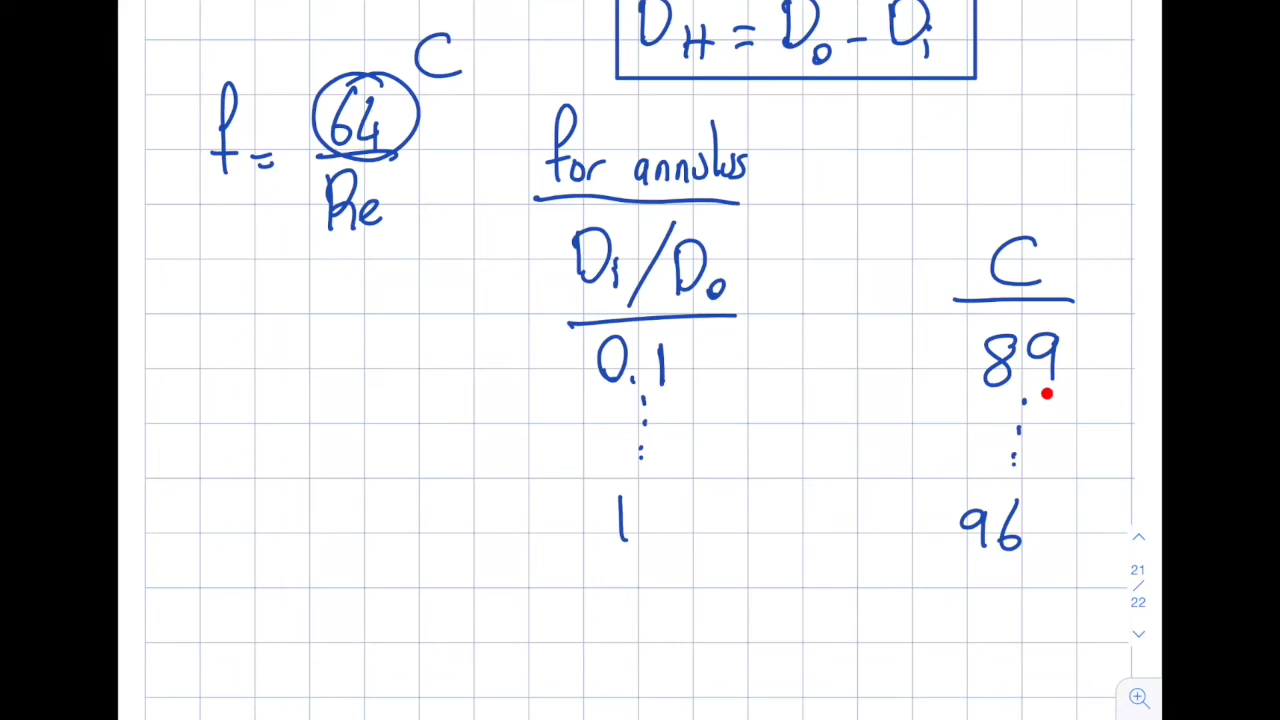 D_H = D_o - D_i
C
f = 64/Re
for annulus
D_i/D_o C
0.1 89
1 96
21
/
22